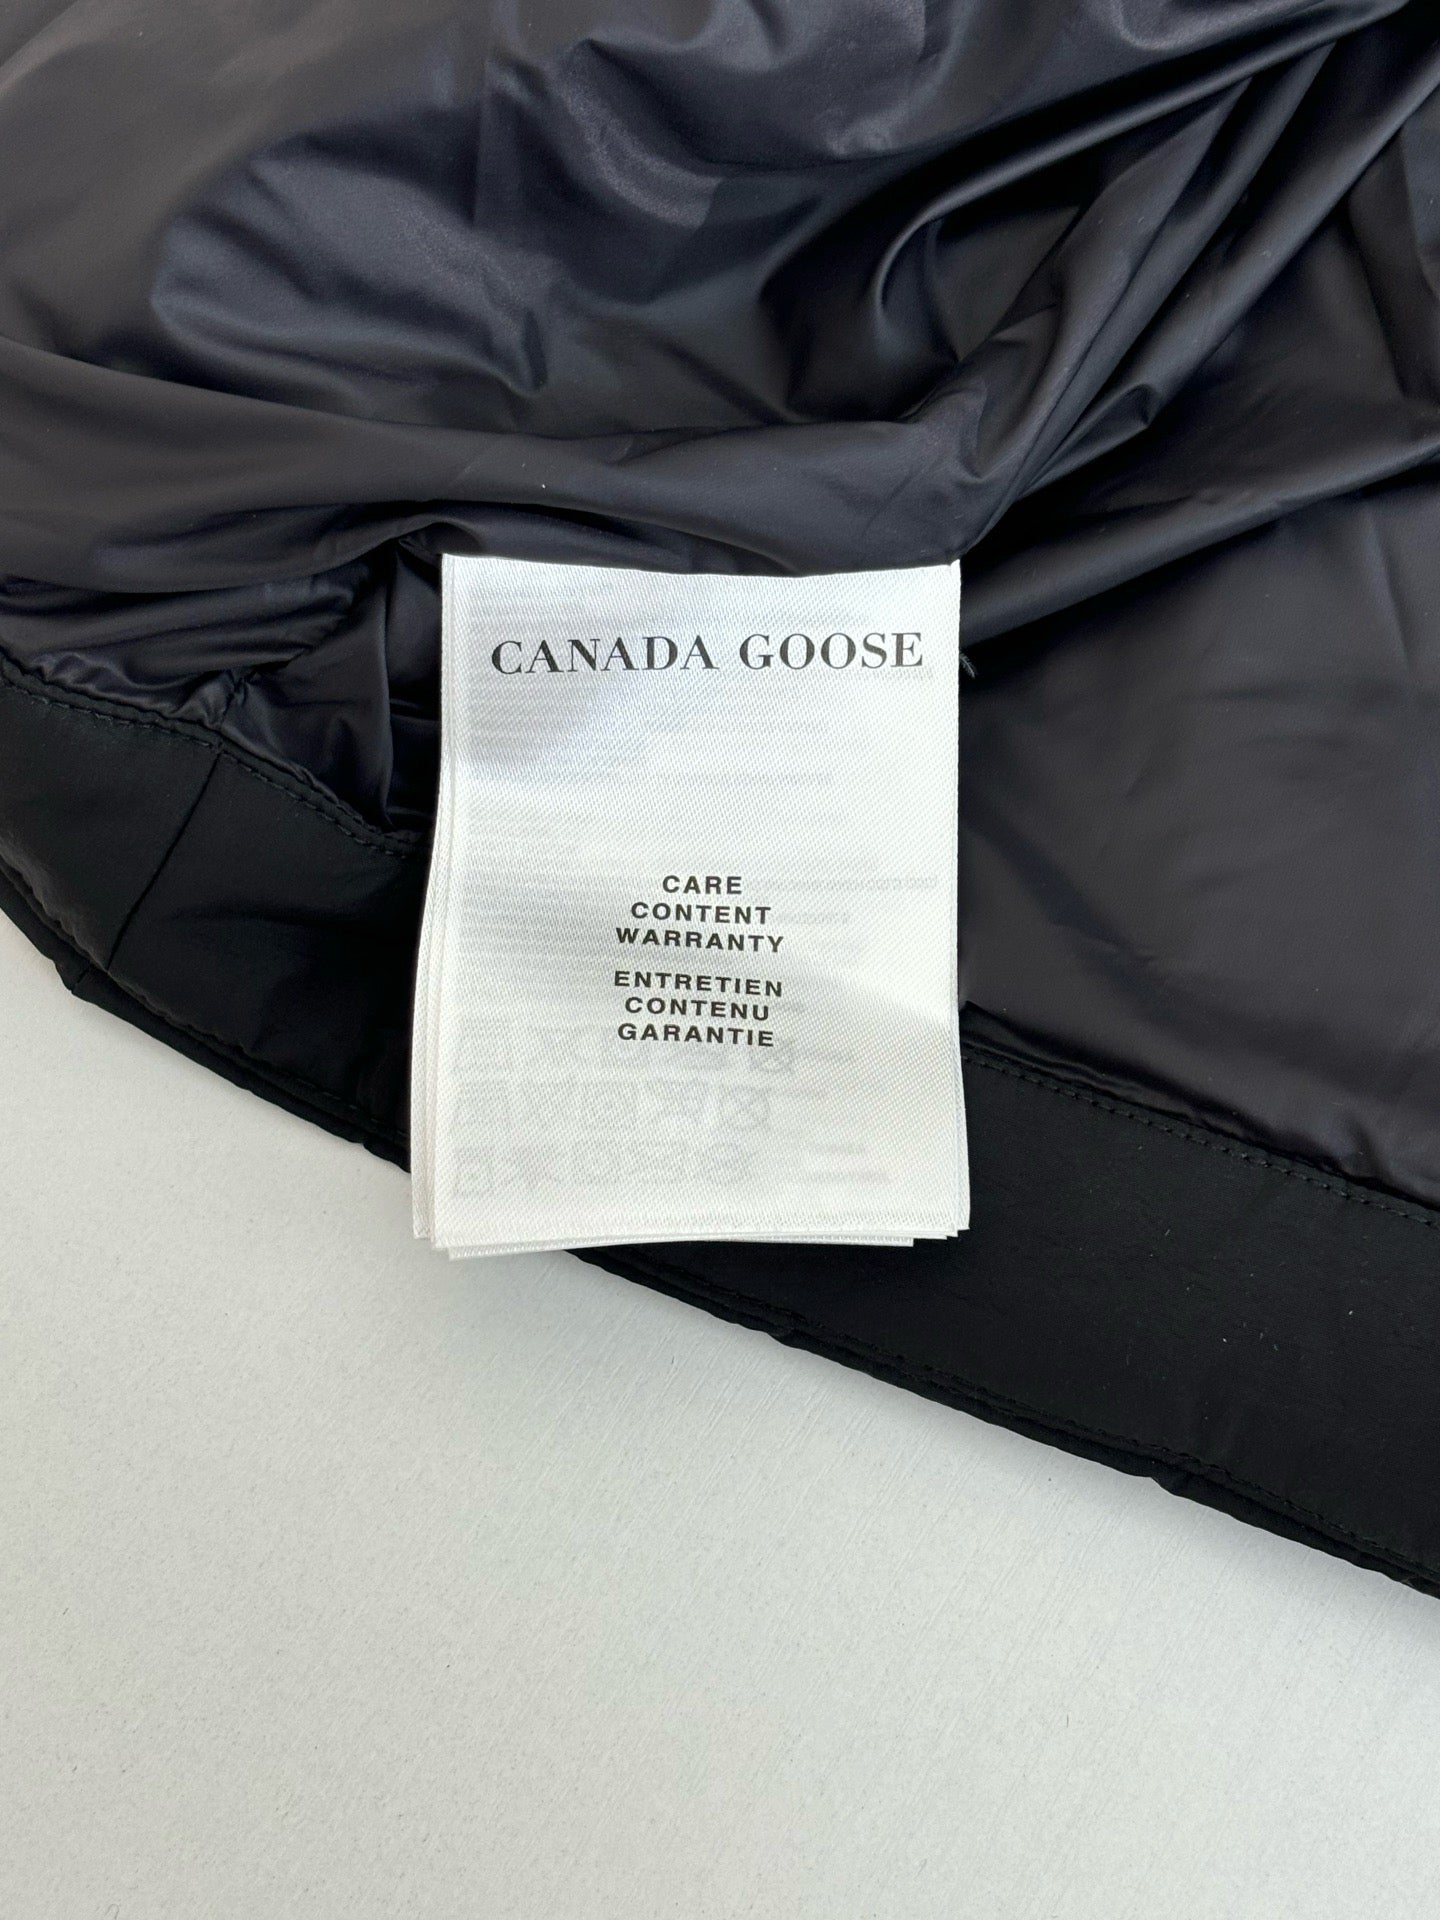 CANADA GOOSE
CARE
CONTENT
WARRANTY
ENTRETIEN
CONTENU
GARANTIE